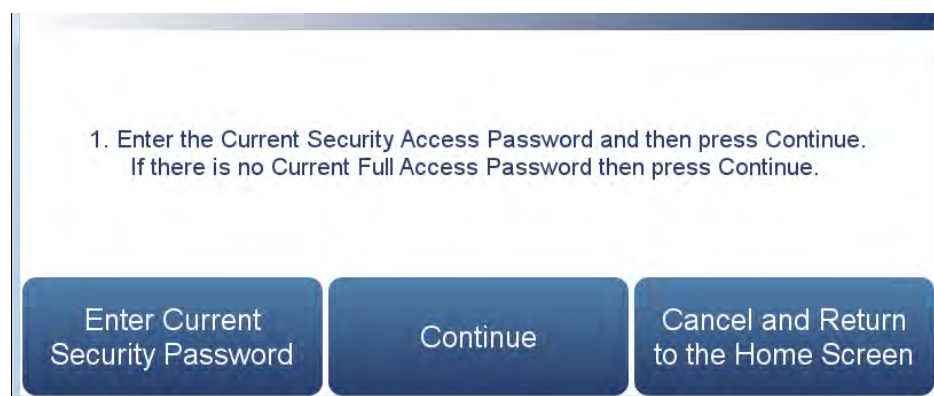 1. Enter the Current Security Access Password and then press Continue.
If there is no Current Full Access Password then press Continue.
Enter Current
Security Password
Continue
Cancel and Return
to the Home Screen